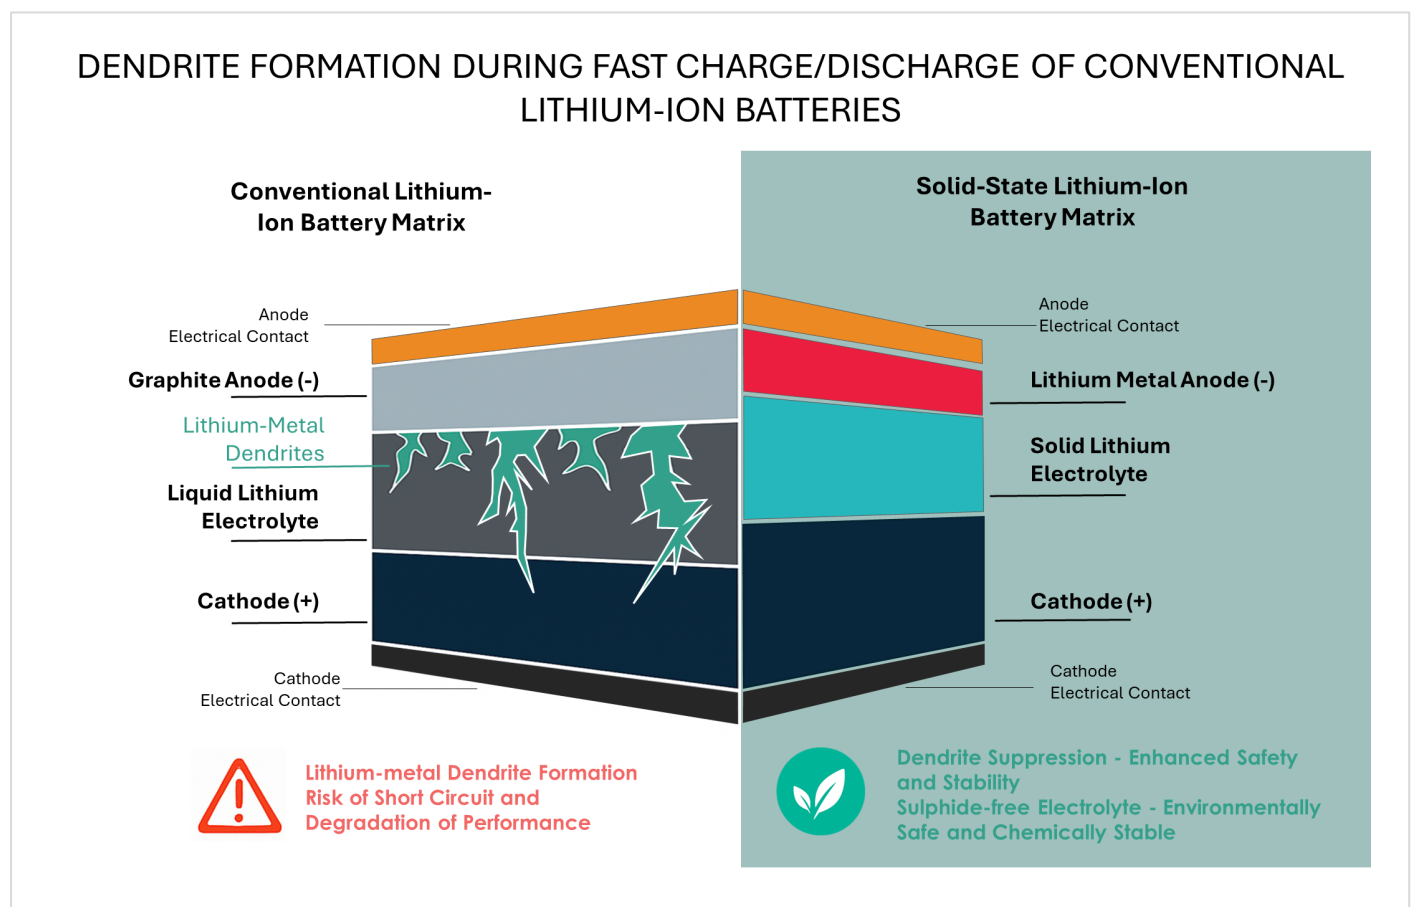 DENDRITE FORMATION DURING FAST CHARGE/DISCHARGE OF CONVENTIONAL
LITHIUM-ION BATTERIES
Conventional Lithium-
Ion Battery Matrix
Anode
Electrical Contact
Graphite Anode (-)
Lithium-Metal
Dendrites
Liquid Lithium
Electrolyte
Cathode (+)
Cathode
Electrical Contact
Lithium-metal Dendrite Formation
Risk of Short Circuit and
Degradation of Performance
Solid-State Lithium-Ion
Battery Matrix
Anode
Electrical Contact
Lithium Metal Anode (-)
Solid Lithium
Electrolyte
Cathode (+)
Cathode
Electrical Contact
Dendrite Suppression - Enhanced Safety
and Stability
Sulphide-free Electrolyte - Environmentally
Safe and Chemically Stable